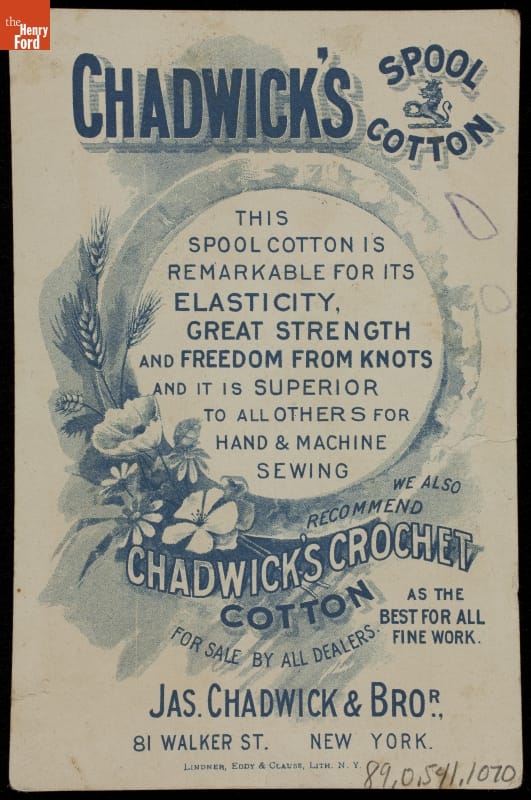 the
Henry
Ford
CHADWICK'S
SPOOL
COTTON
THIS
SPOOL COTTON IS
REMARKABLE FOR ITS
ELASTICITY,
GREAT STRENGTH
AND FREEDOM FROM KNOTS
AND IT IS SUPERIOR
TO ALL OTHERS FOR
HAND & MACHINE
SEWING
WE ALSO
RECOMMEND
CHADWICK'S CROCHET
COTTON
AS THE
BEST FOR ALL
FINE WORK.
FOR SALE BY ALL DEALERS.
JAS. CHADWICK & BROR.,
81 WALKER ST. NEW YORK.
LINDNER, EDDY & CLAUSS, LITH. N. Y.
89.0.541.1070